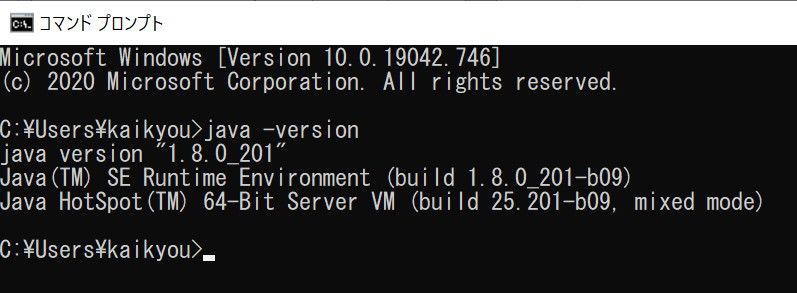 コマンド プロンプト
Microsoft Windows [Version 10.0.19042.746]
(c) 2020 Microsoft Corporation. All rights reserved.
C:¥Users¥kaikyou>java -version
java version "1.8.0_201"
Java(TM) SE Runtime Environment (build 1.8.0_201-b09)
Java HotSpot(TM) 64-Bit Server VM (build 25.201-b09, mixed mode)
C:¥Users¥kaikyou>